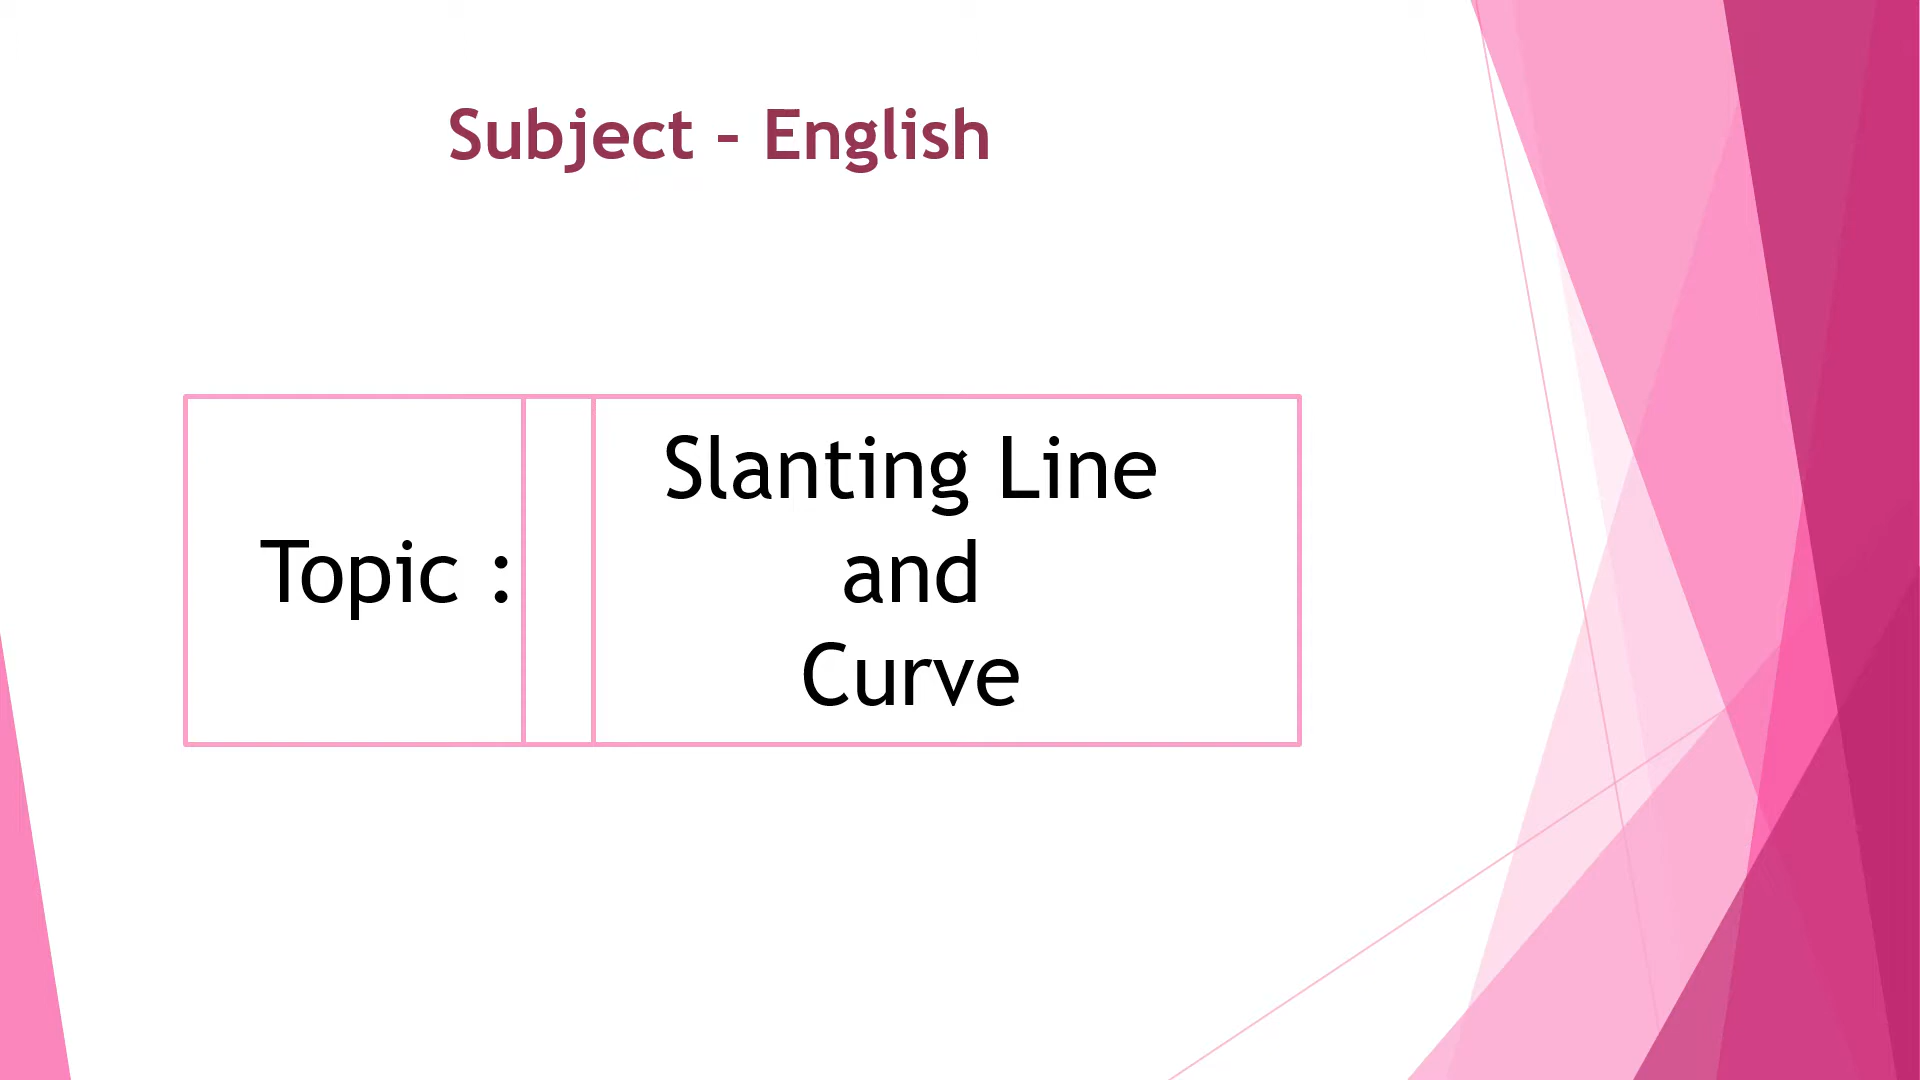 Subject – English
Slanting Line
Topic :
and
Curve